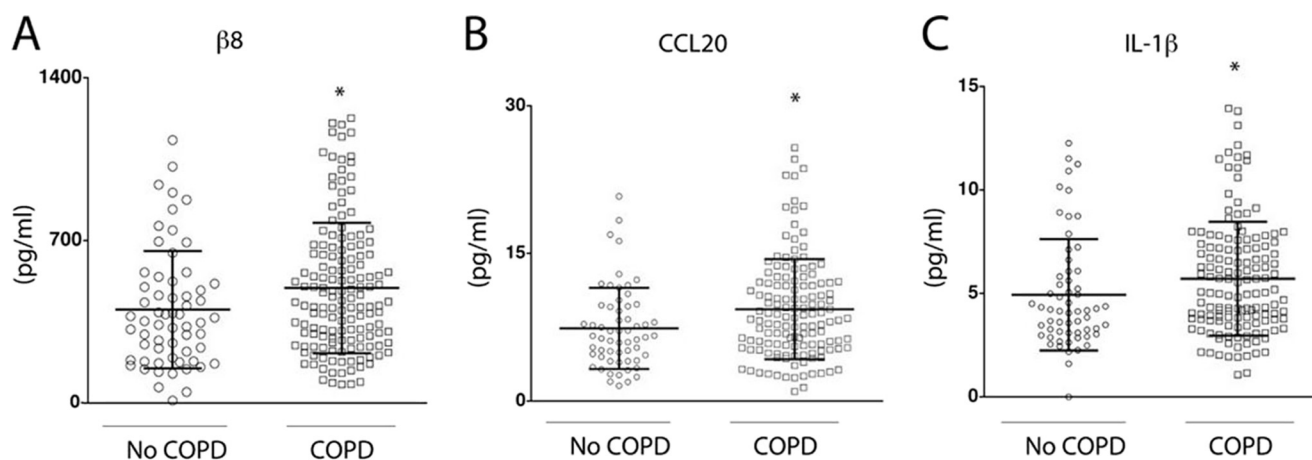 A
β8
1400
700
0
(pg/ml)
*
No COPD
COPD
B
CCL20
30
15
0
(pg/ml)
*
No COPD
COPD
C
IL-1β
15
10
5
0
(pg/ml)
*
No COPD
COPD